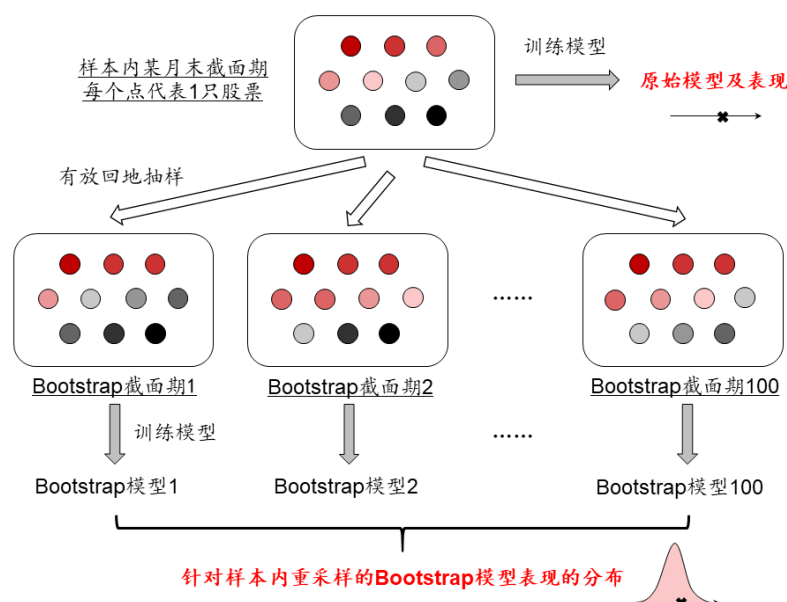 训练模型
样本内某月末截面期
每个点代表1只股票
原始模型及表现
有放回地抽样
……
Bootstrap截面期1
Bootstrap截面期2
Bootstrap截面期100
训练模型
……
Bootstrap模型1
Bootstrap模型2
Bootstrap模型100
针对样本内重采样的Bootstrap模型表现的分布